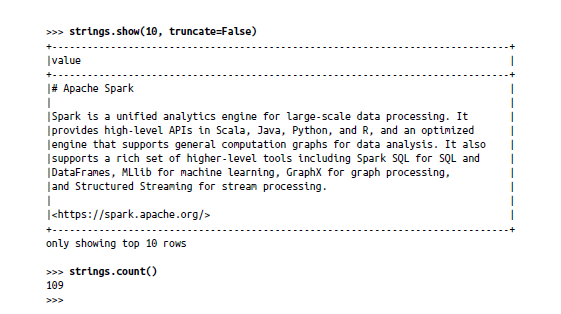 >>> strings.show(10, truncate=False)
+------------------------------------------------------------------------------+
|value                                                                         |
+------------------------------------------------------------------------------+
|# Apache Spark                                                                |
|                                                                              |
|Spark is a unified analytics engine for large-scale data processing. It       |
|provides high-level APIs in Scala, Java, Python, and R, and an optimized      |
|engine that supports general computation graphs for data analysis. It also    |
|supports a rich set of higher-level tools including Spark SQL for SQL and     |
|DataFrames, MLlib for machine learning, GraphX for graph processing,          |
|and Structured Streaming for stream processing.                               |
|                                                                              |
|<https://spark.apache.org/>                                                   |
+------------------------------------------------------------------------------+
only showing top 10 rows
>>> strings.count()
109
>>>